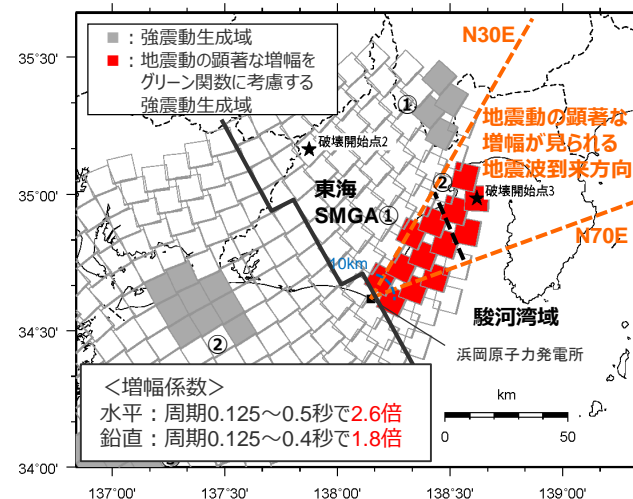 ：強震動生成域
：地震動の顕著な増幅を
グリーン関数に考慮する
強震動生成域
N30E
①
地震動の顕著な
増幅が見られる
地震波到来方向
破壊開始点2
②
破壊開始点3
東海
SMGA①
N70E
10km
駿河湾域
②
浜岡原子力発電所
＜増幅係数＞
水平：周期0.125～0.5秒で2.6倍
鉛直：周期0.125～0.4秒で1.8倍
km
0 50
35°30'
35°00'
34°30'
34°00'
137°00' 137°30' 138°00' 138°30' 139°00'